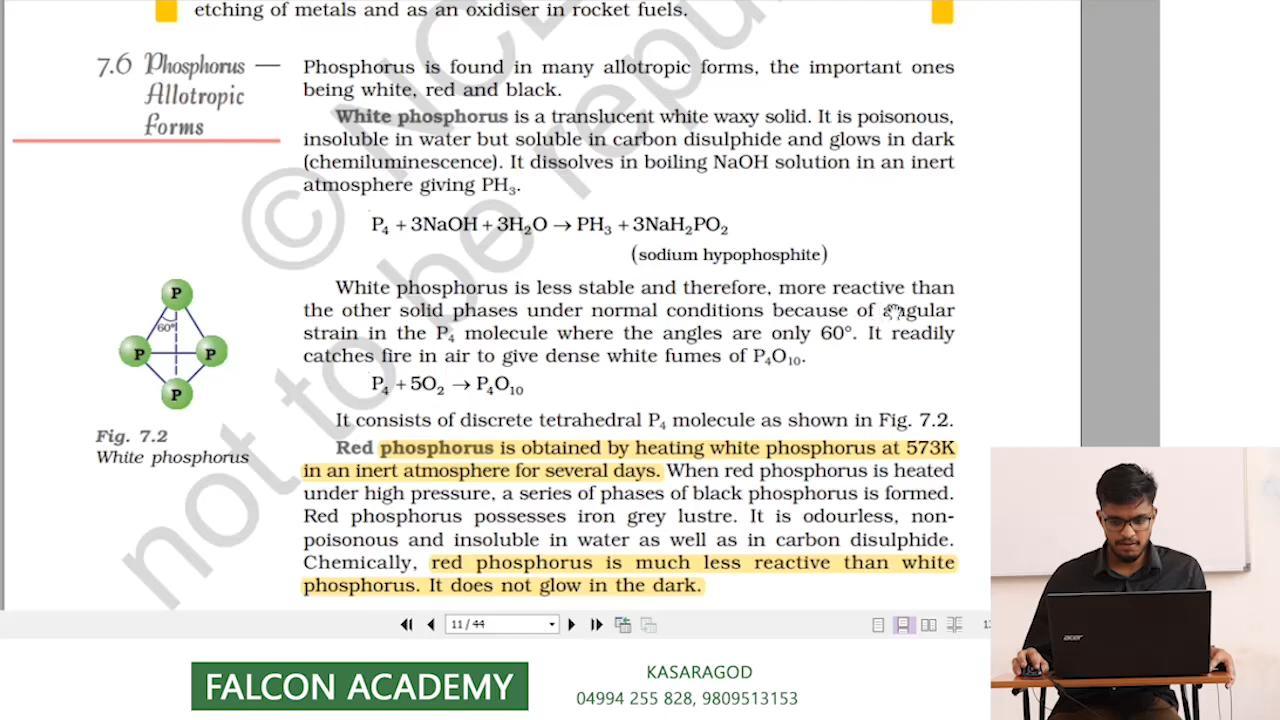 etching of metals and as an oxidiser in rocket fuels.
7.6 Phosphorus —
Allotropic
Forms
Phosphorus is found in many allotropic forms, the important ones
being white, red and black.
White phosphorus is a translucent white waxy solid. It is poisonous,
insoluble in water but soluble in carbon disulphide and glows in dark
(chemiluminescence). It dissolves in boiling NaOH solution in an inert
atmosphere giving PH₃.
P₄ + 3NaOH + 3H₂O → PH₃ + 3NaH₂PO₂
(sodium hypophosphite)
White phosphorus is less stable and therefore, more reactive than
the other solid phases under normal conditions because of angular
strain in the P₄ molecule where the angles are only 60°. It readily
catches fire in air to give dense white fumes of P₄O₁₀.
P₄ + 5O₂ → P₄O₁₀
It consists of discrete tetrahedral P₄ molecule as shown in Fig. 7.2.
P
60°
P P
P
Fig. 7.2
White phosphorus
Red phosphorus is obtained by heating white phosphorus at 573K
in an inert atmosphere for several days. When red phosphorus is heated
under high pressure, a series of phases of black phosphorus is formed.
Red phosphorus possesses iron grey lustre. It is odourless, non-
poisonous and insoluble in water as well as in carbon disulphide.
Chemically, red phosphorus is much less reactive than white
phosphorus. It does not glow in the dark.
© NC
not to be repu
11 / 44
acer
FALCON ACADEMY
KASARAGOD
04994 255 828, 9809513153